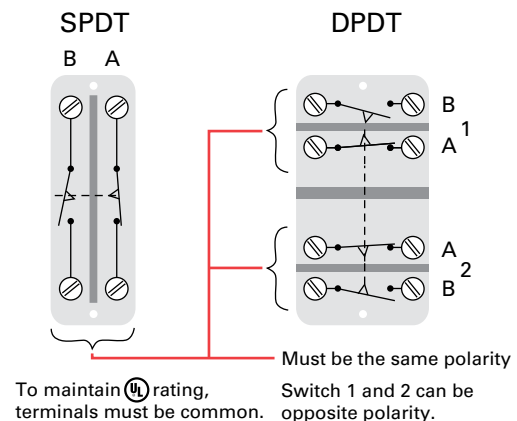 SPDT
DPDT
B A
B
A
1
A
B
2
Must be the same polarity
To maintain UL rating,
terminals must be common.
Switch 1 and 2 can be
opposite polarity.